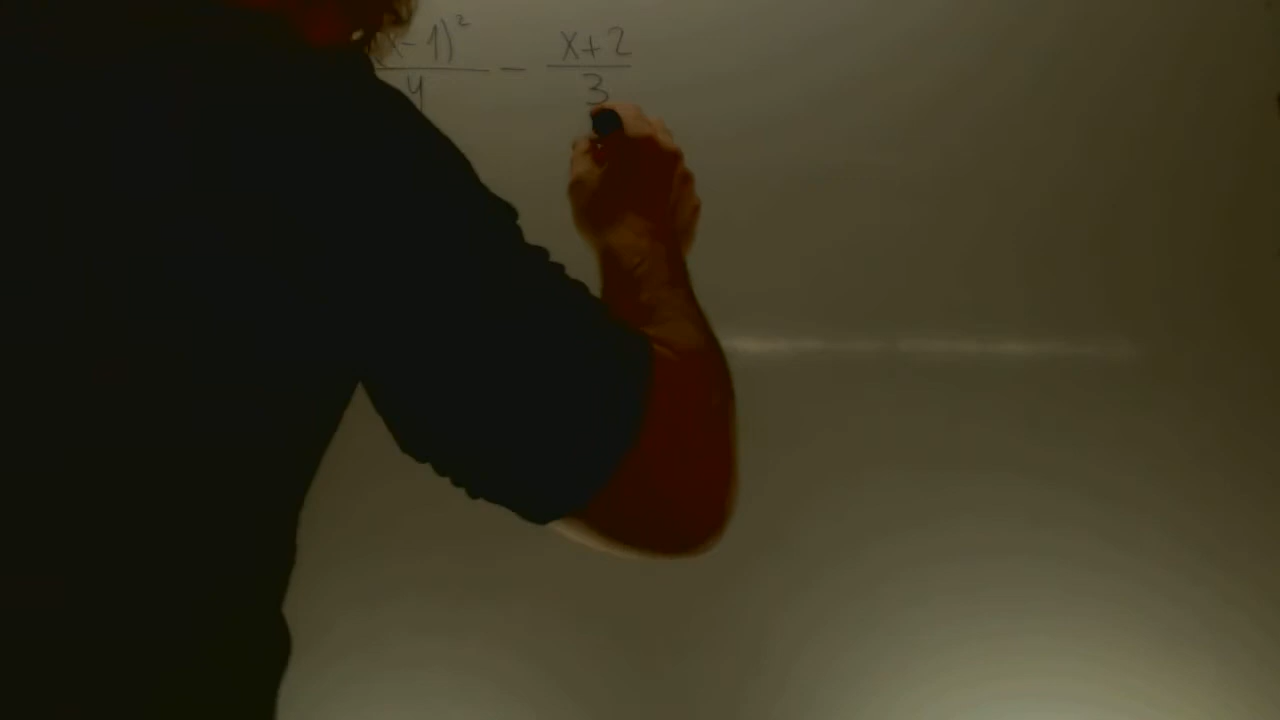 (x-1)² / 4 - x+2 / 3